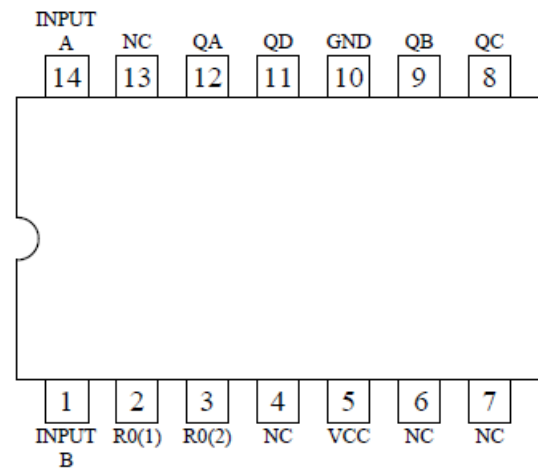 INPUT
A NC QA QD GND QB QC
14 13 12 11 10 9 8
1 2 3 4 5 6 7
INPUT R0(1) R0(2) NC VCC NC NC
B